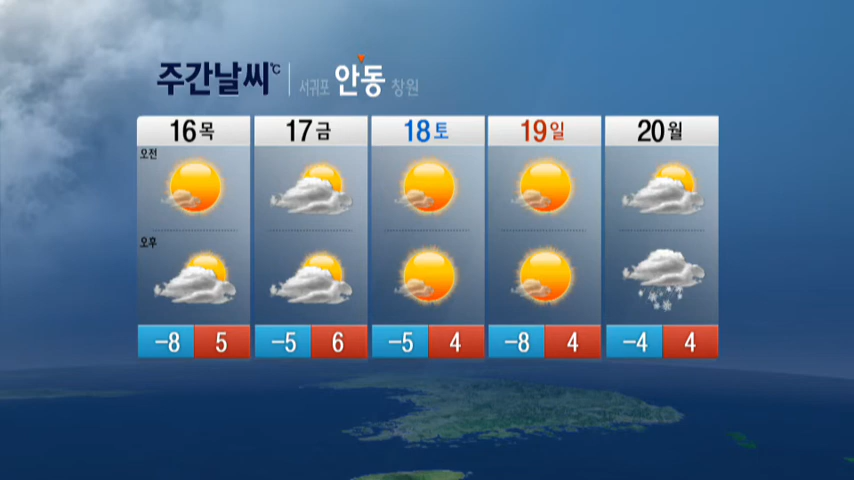 주간날씨 ℃ 서귀포 안동 창원
16목 17금 18토 19일 20월
오전
오후
-8 5 -5 6 -5 4 -8 4 -4 4